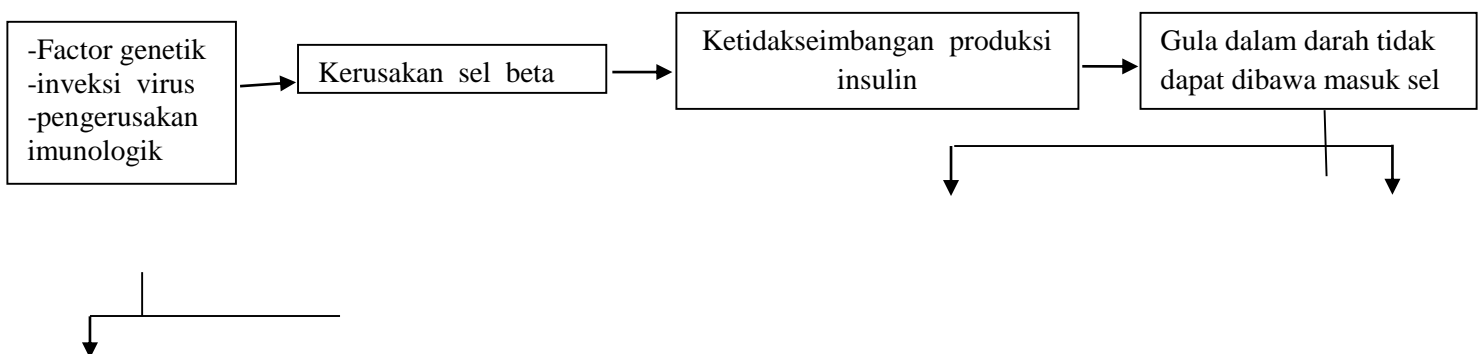 -Factor genetik
-inveksi virus
-pengerusakan
imunologik
Kerusakan sel beta
Ketidakseimbangan produksi
insulin
Gula dalam darah tidak
dapat dibawa masuk sel